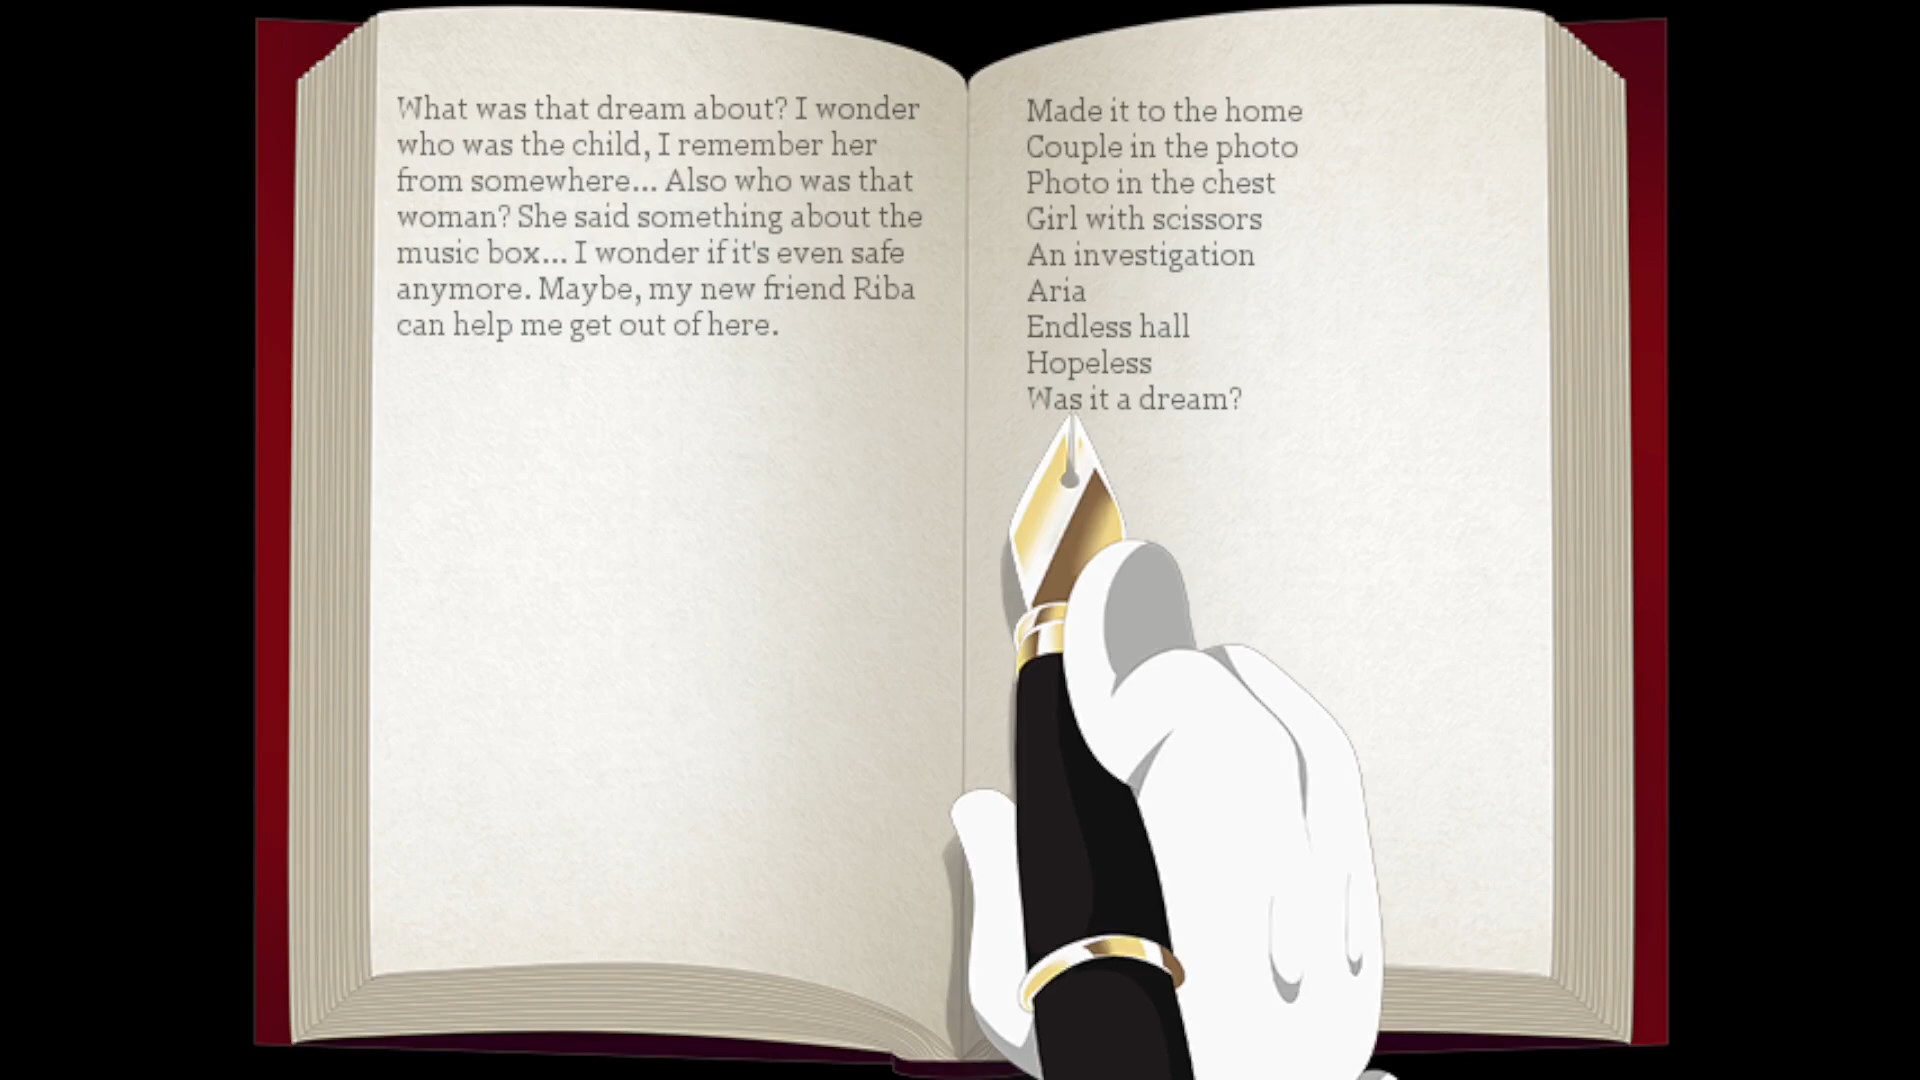 What was that dream about? I wonder
who was the child, I remember her
from somewhere... Also who was that
woman? She said something about the
music box... I wonder if it's even safe
anymore. Maybe, my new friend Riba
can help me get out of here.
Made it to the home
Couple in the photo
Photo in the chest
Girl with scissors
An investigation
Aria
Endless hall
Hopeless
Was it a dream?